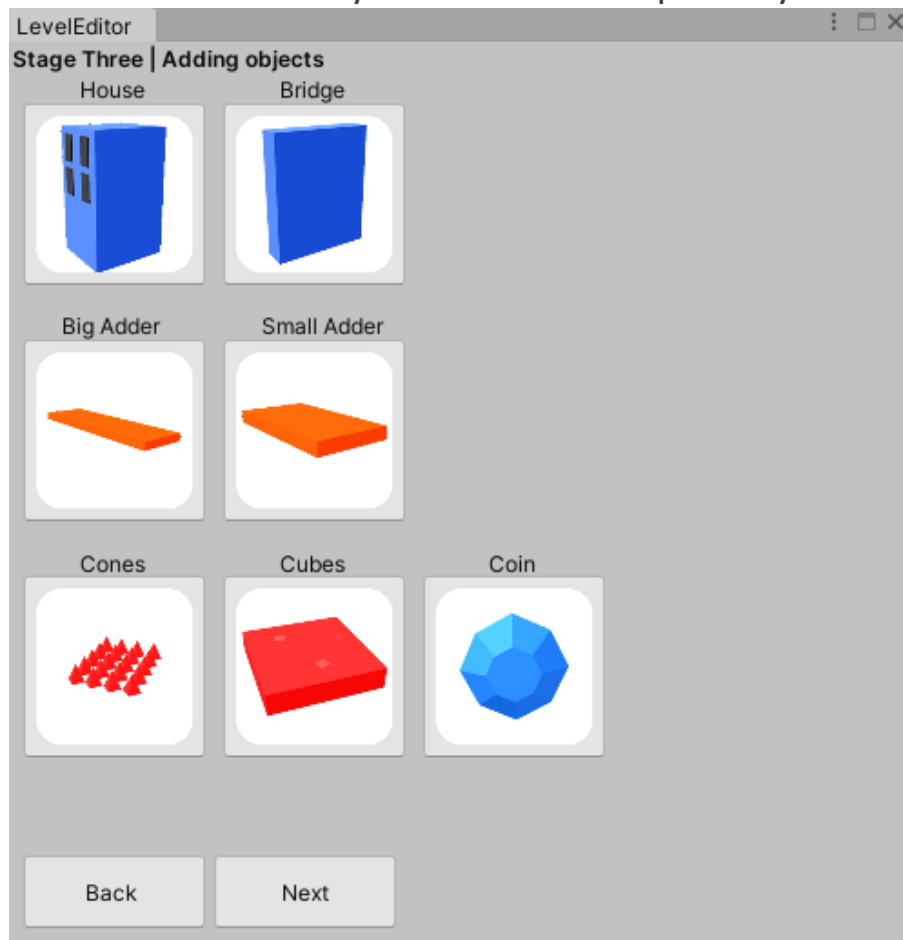 LevelEditor
Stage Three | Adding objects
House Bridge
Big Adder Small Adder
Cones Cubes Coin
Back Next